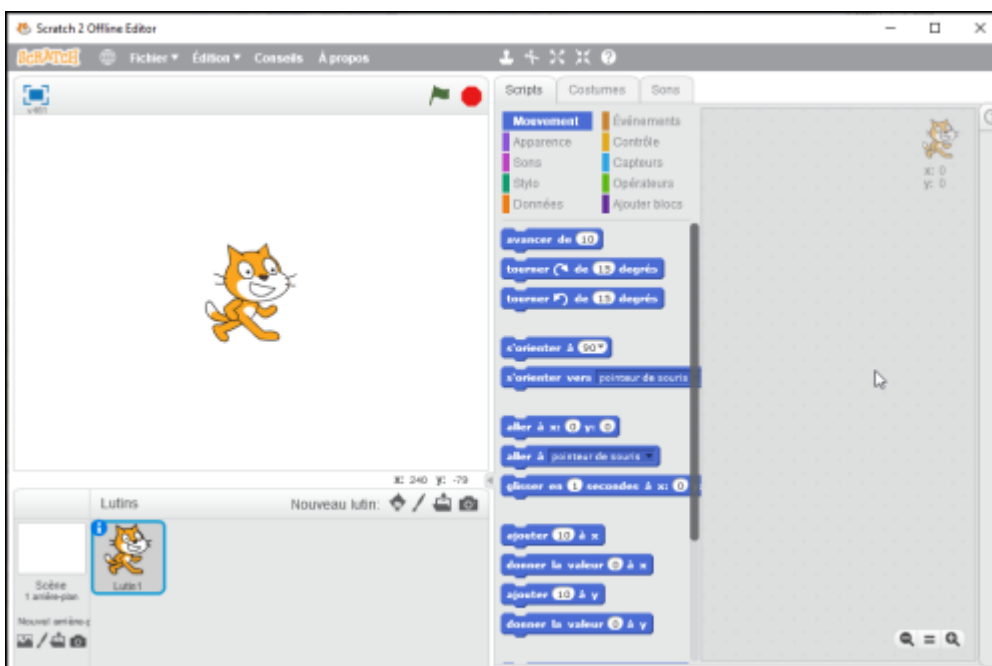 Scratch 2 Offline Editor
SCRATCH Fichier Édition Conseils À propos
v461
Scripts Costumes Sons
Mouvement Événements
Apparence Contrôle
Sons Capteurs
Stylo Opérateurs
Données Ajouter blocs
x: 0
y: 0
avancer de 10
tourner de 15 degrés
tourner de 15 degrés
s'orienter à 90
s'orienter vers pointeur de souris
aller à x: 0 y: 0
aller à pointeur de souris
glisser en 1 secondes à x: 0
ajouter 10 à x
donner la valeur 0 à x
ajouter 10 à y
donner la valeur 0 à y
X: 240 y: -79
Lutins Nouveau lutin:
Scène
1 arrière-plan
Lutin1
Nouvel arrière-p